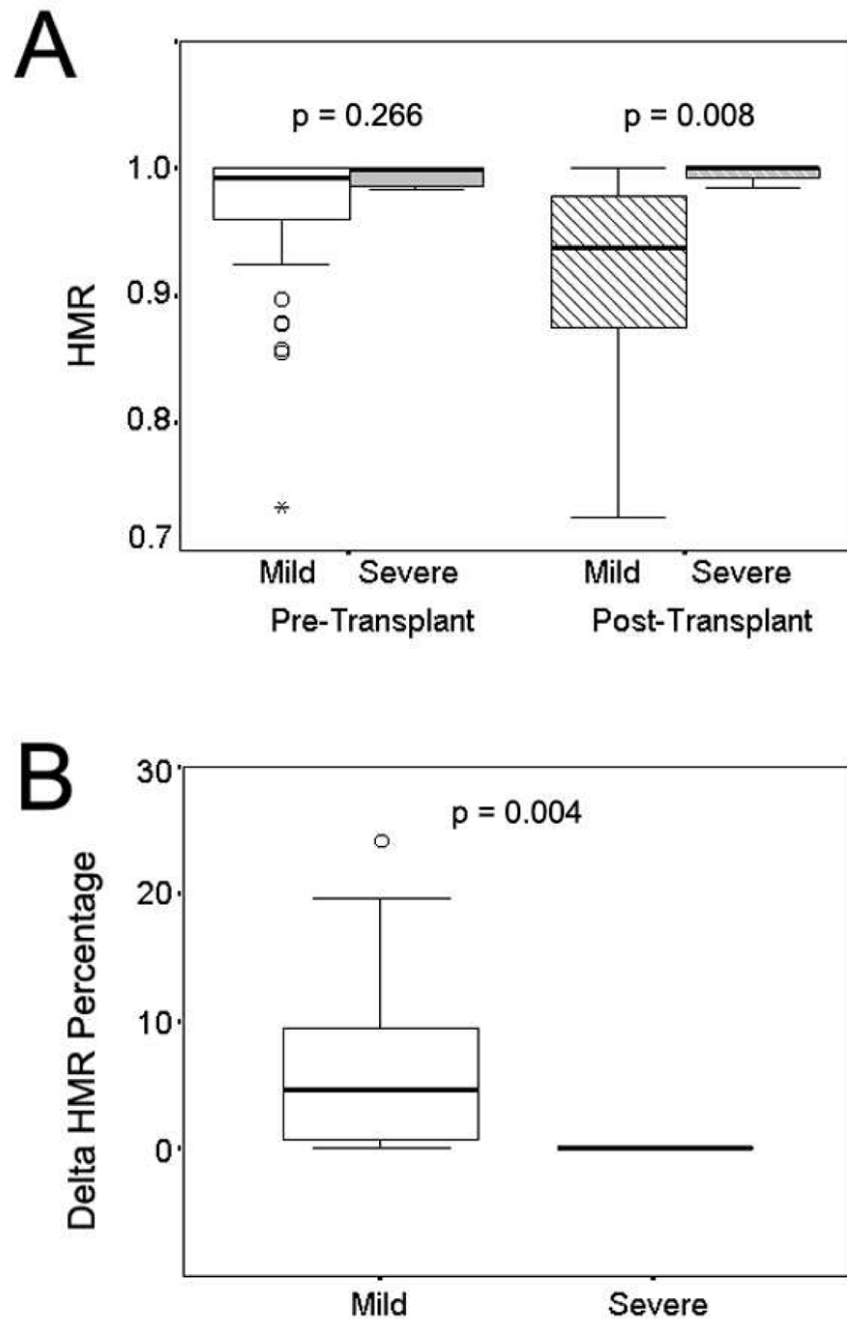 A
p = 0.266 p = 0.008
1.0
0.9
0.8
0.7
HMR
Mild Severe Mild Severe
Pre-Transplant Post-Transplant
B
30
p = 0.004
20
10
0
Delta HMR Percentage
Mild Severe